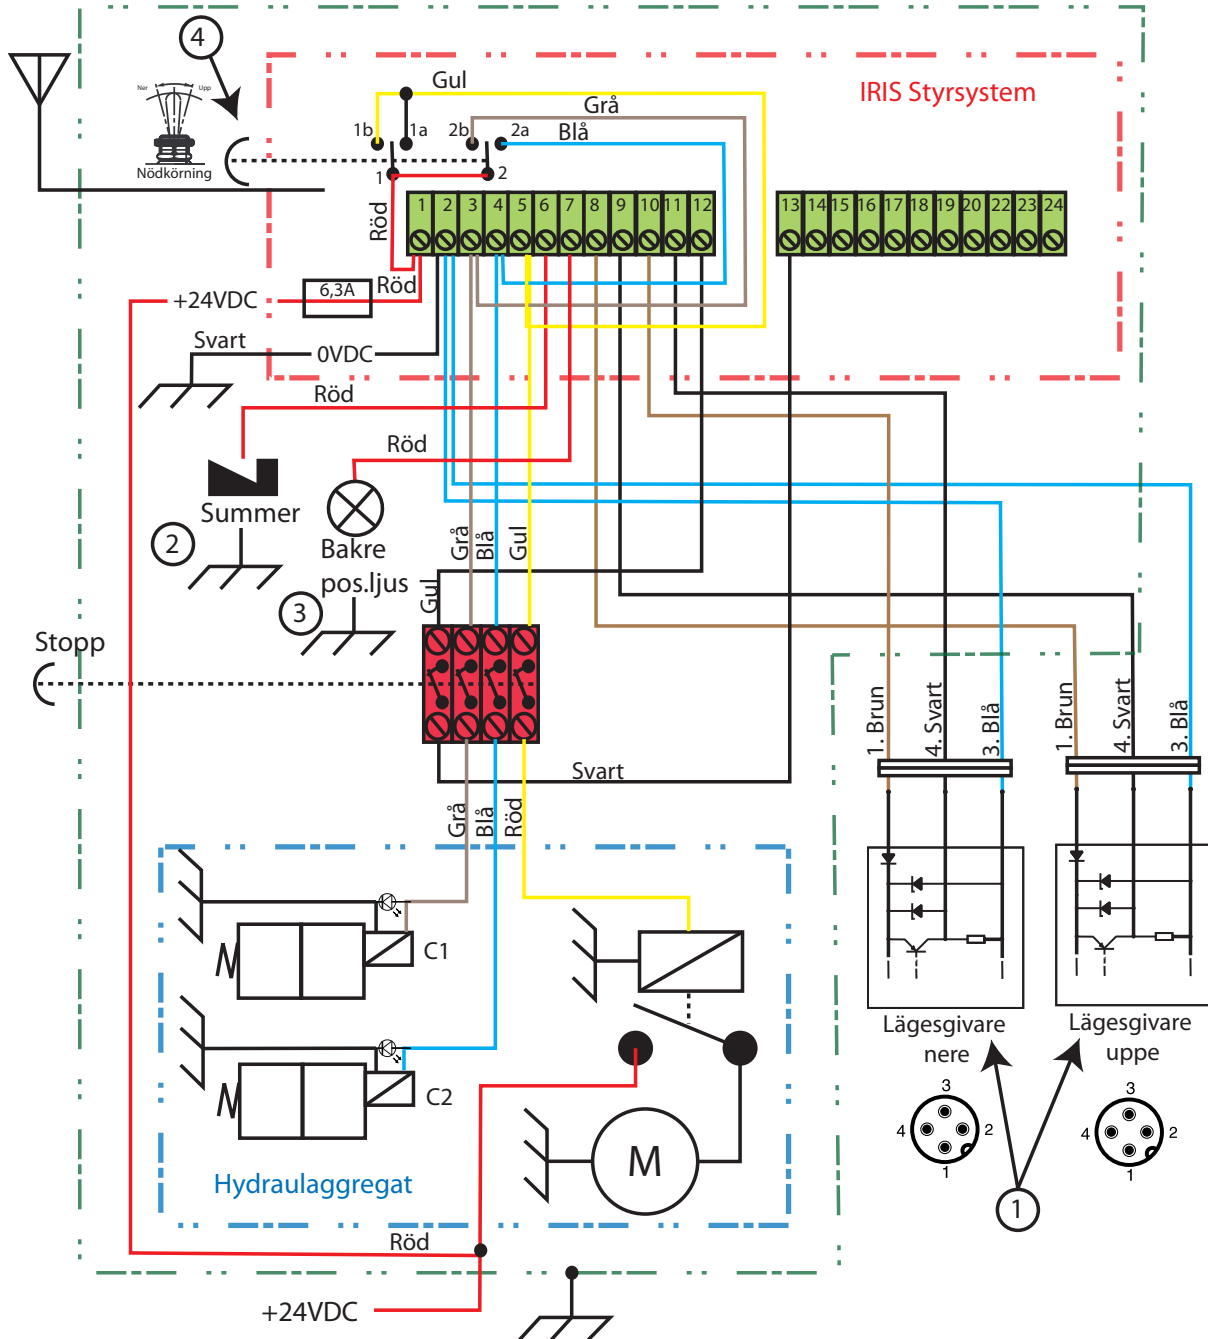 4
Ner Upp
Nödkörning
IRIS Styrsystem
Gul
Grå
Blå
1b 1a 2b 2a
1 2
Röd
1 2 3 4 5 6 7 8 9 10 11 12
13 14 15 16 17 18 19 20 22 23 24
+24VDC
6,3A
Röd
Svart
0VDC
Röd
Röd
Summer
2
Bakre
pos.ljus
3
Grå
Blå
Gul
Gul
Stopp
Svart
Grå
Blå
Röd
1. Brun
4. Svart
3. Blå
1. Brun
4. Svart
3. Blå
C1
C2
M
Hydraulaggregat
Lägesgivare
nere
Lägesgivare
uppe
3
4 2
1
3
4 2
1
1
Röd
+24VDC